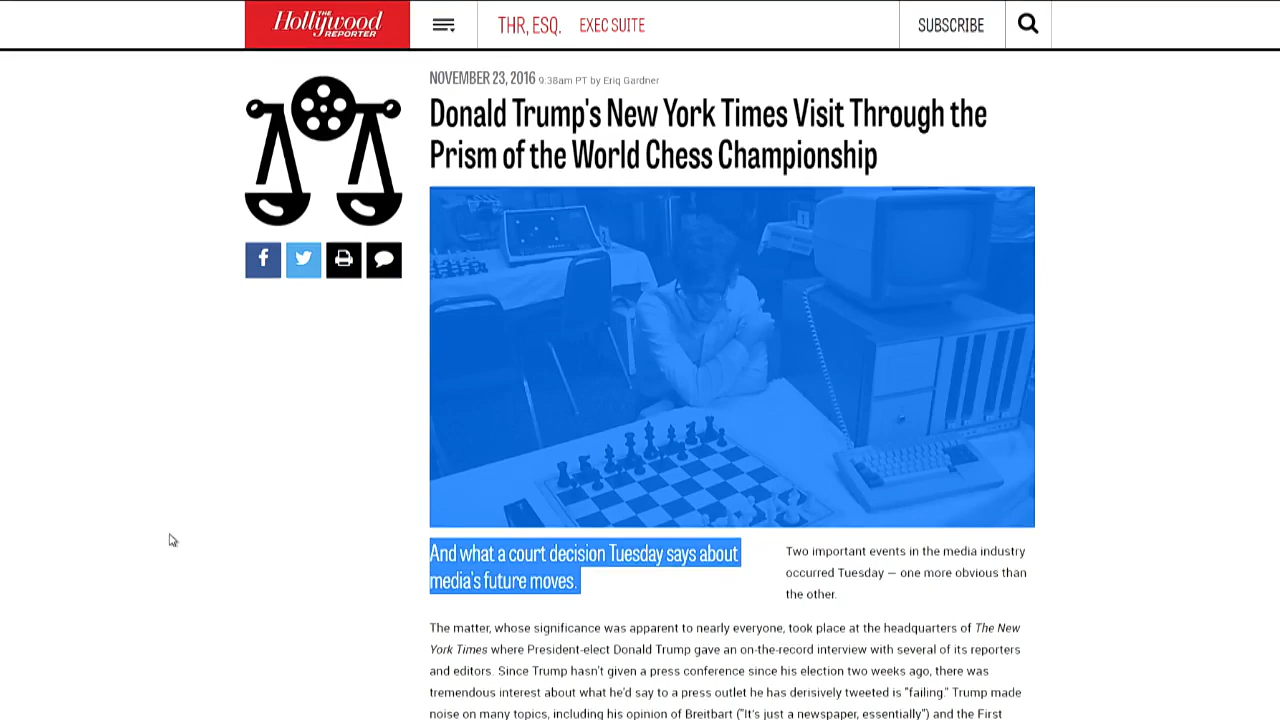 THE
Hollywood
REPORTER
THR, ESQ. EXEC SUITE
SUBSCRIBE
NOVEMBER 23, 2016 9:38am PT by Eriq Gardner
Donald Trump's New York Times Visit Through the
Prism of the World Chess Championship
And what a court decision Tuesday says about
media's future moves.
Two important events in the media industry
occurred Tuesday — one more obvious than
the other.
The matter, whose significance was apparent to nearly everyone, took place at the headquarters of The New
York Times where President-elect Donald Trump gave an on-the-record interview with several of its reporters
and editors. Since Trump hasn't given a press conference since his election two weeks ago, there was
tremendous interest about what he'd say to a press outlet he has derisively tweeted is "failing." Trump made
noise on many topics, including his opinion of Breitbart ("It's just a newspaper, essentially") and the First